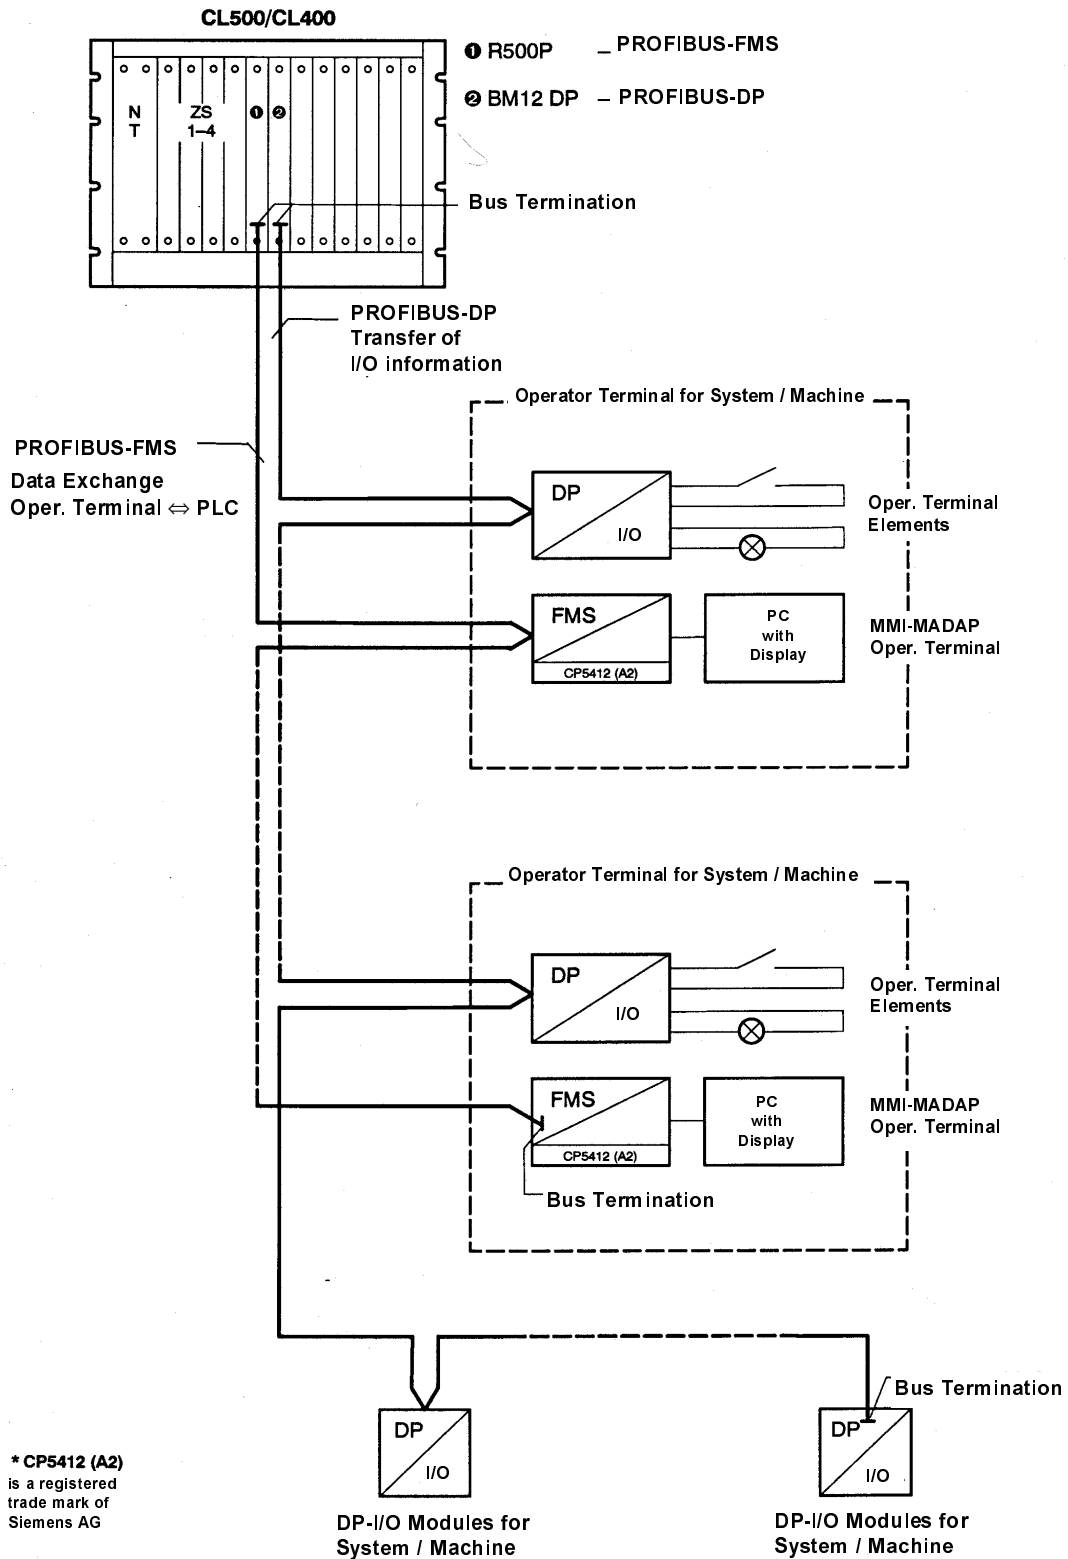 CL500/CL400
❶ R500P – PROFIBUS-FMS
❷ BM12 DP – PROFIBUS-DP
N
T
ZS
1–4
❶ ❷
Bus Termination
PROFIBUS-DP
Transfer of
I/O information
PROFIBUS-FMS
Data Exchange
Oper. Terminal ⇔ PLC
Operator Terminal for System / Machine
DP
I/O
Oper. Terminal
Elements
FMS
CP5412 (A2)
PC
with
Display
MMI-MADAP
Oper. Terminal
Operator Terminal for System / Machine
DP
I/O
Oper. Terminal
Elements
FMS
CP5412 (A2)
PC
with
Display
MMI-MADAP
Oper. Terminal
Bus Termination
Bus Termination
DP
I/O
DP
I/O
DP-I/O Modules for
System / Machine
DP-I/O Modules for
System / Machine
* CP5412 (A2)
is a registered
trade mark of
Siemens AG